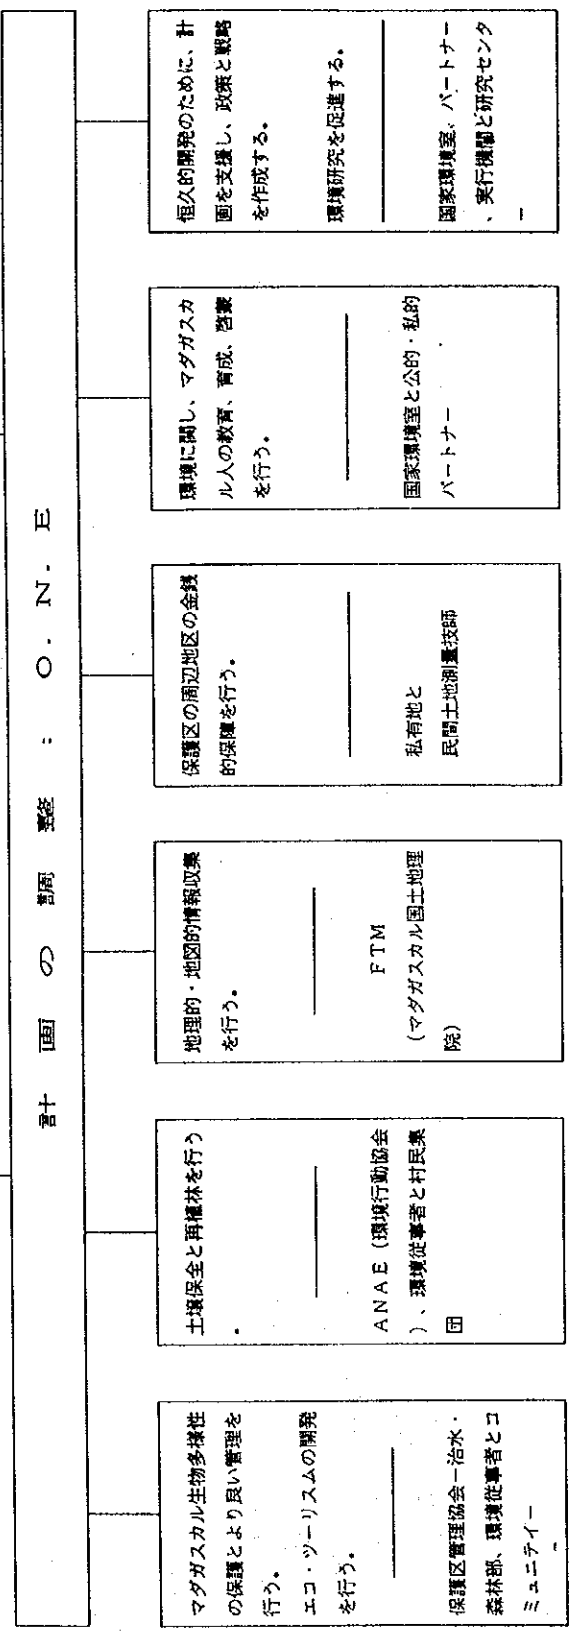 計画の調整：O．N．E
マダガスカル生物多様性
の保護とより良い管理を
行う。
エコ・ツーリスムの開発
を行う。
保護区管理協会－治水・
森林部、環境従事者とコ
ミュニティー
土壌保全と再植林を行う
。
ANAE（環境行動協会
）、環境従事者と村民集
団
地理的・地図的情報収集
を行う。
FTM
（マダガスカル国土地理
院）
保護区の周辺地区の金銭
的保障を行う。
私有地と
民間土地測量技師
環境に関し、マダガスカ
ル人の教育、育成、啓蒙
を行う。
国家環境室と公的・私的
パートナー
恒久的開発のために、計
画を支援し、政策と戦略
を作成する。
環境研究を促進する。
国家環境室、パートナー
、実行機関と研究センタ
ー